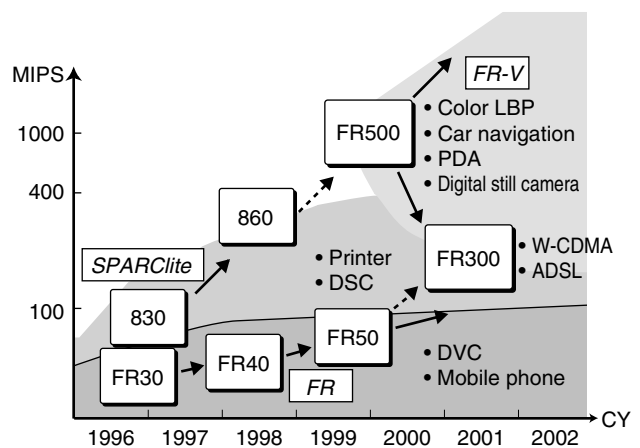 MIPS
1000
400
100
FR-V
• Color LBP
• Car navigation
• PDA
• Digital still camera
FR500
860
SPARClite
• Printer
• DSC
FR300
• W-CDMA
• ADSL
830
FR50
FR30
FR40
FR
• DVC
• Mobile phone
CY
1996 1997 1998 1999 2000 2001 2002